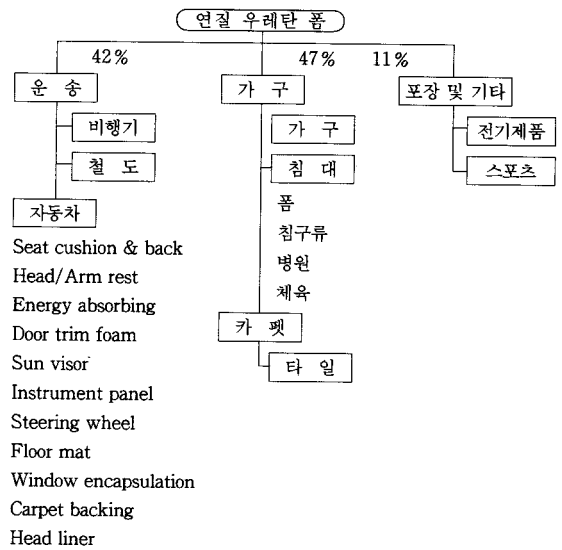 연질 우레탄 폼
42% 47% 11%
운 송 가 구 포장 및 기타
비행기 가 구 전기제품
철 도 침 대 스포츠
자동차 폼
Seat cushion & back 침구류
Head/Arm rest 병원
Energy absorbing 체육
Door trim foam 카 펫
Sun visor 타 일
Instrument panel
Steering wheel
Floor mat
Window encapsulation
Carpet backing
Head liner